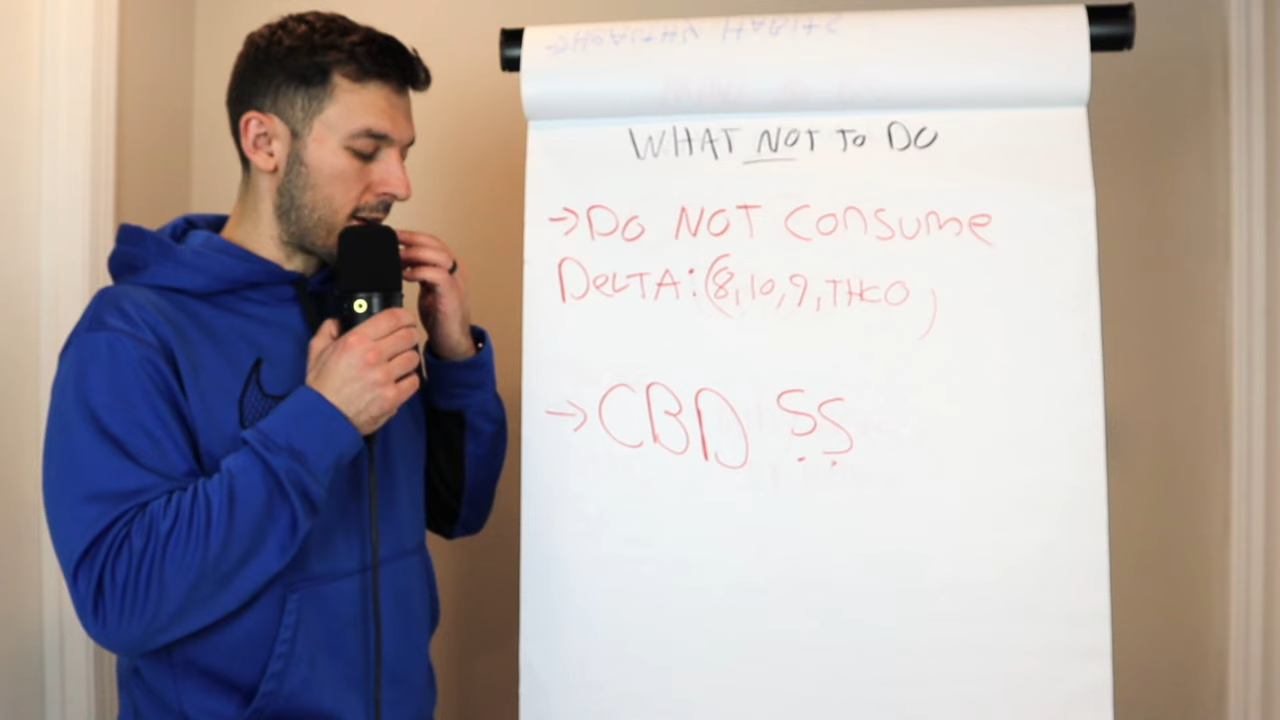 WHAT NOT TO DO
→Do NOT Consume
DELTA: (8, 10, 9, THCO)
→CBD ??